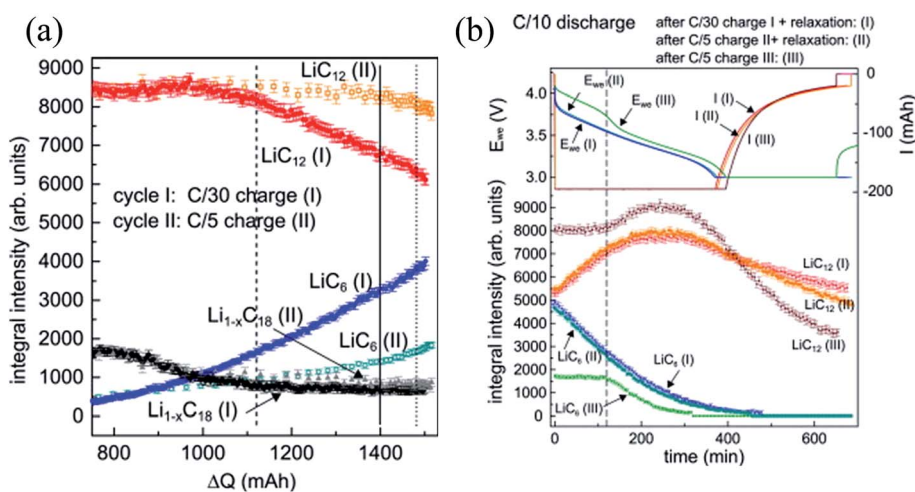 (a)
9000
8000
7000
6000
5000
4000
3000
2000
1000
0
integral intensity (arb. units)
LiC₁₂ (II)
LiC₁₂ (I)
cycle I: C/30 charge (I)
cycle II: C/5 charge (II)
LiC₆ (I)
Li₁₋ₓC₁₈ (II)
LiC₆ (II)
Li₁₋ₓC₁₈ (I)
800 1000 1200 1400
ΔQ (mAh)
(b)
C/10 discharge
after C/30 charge I + relaxation: (I)
after C/5 charge II+ relaxation: (II)
after C/5 charge III: (III)
4.0
3.5
3.0
E_we (V)
E_we (II)
E_we (III)
E_we (I)
I (I)
I (II)
I (III)
0
-100
-200
I (mAh)
9000
8000
7000
6000
5000
4000
3000
2000
1000
0
integral intensity (arb. units)
LiC₁₂ (I)
LiC₁₂ (II)
LiC₁₂ (III)
LiC₆ (II)
LiC₆ (I)
LiC₆ (III)
0 200 400 600
time (min)